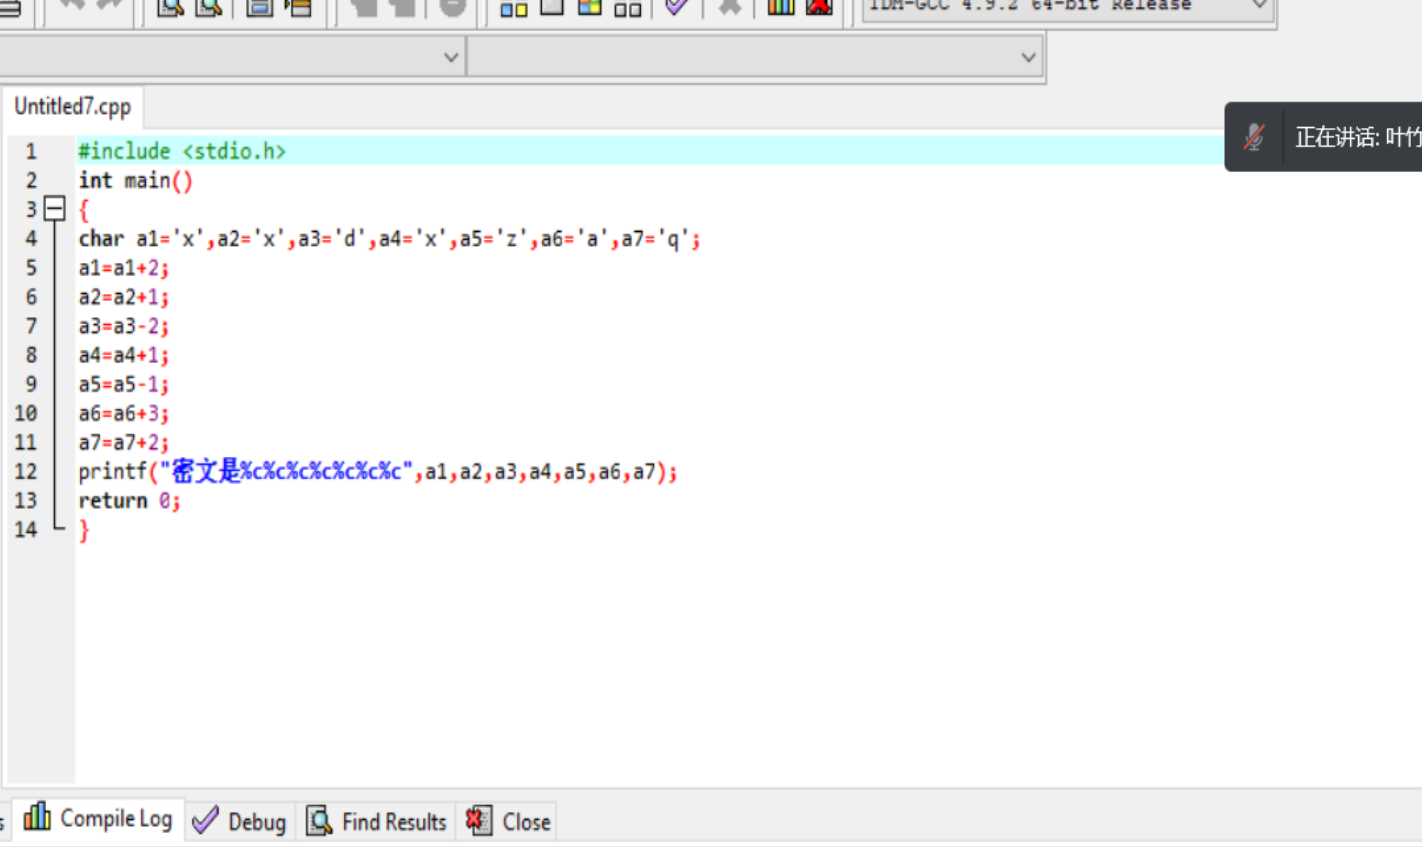 TDM-GCC 4.9.2 64-bit Release
Untitled7.cpp
正在讲话: 叶竹
1 #include <stdio.h>
2 int main()
3 {
4 char a1='x',a2='x',a3='d',a4='x',a5='z',a6='a',a7='q';
5 a1=a1+2;
6 a2=a2+1;
7 a3=a3-2;
8 a4=a4+1;
9 a5=a5-1;
10 a6=a6+3;
11 a7=a7+2;
12 printf("密文是%c%c%c%c%c%c%c",a1,a2,a3,a4,a5,a6,a7);
13 return 0;
14 }
s Compile Log Debug Find Results Close